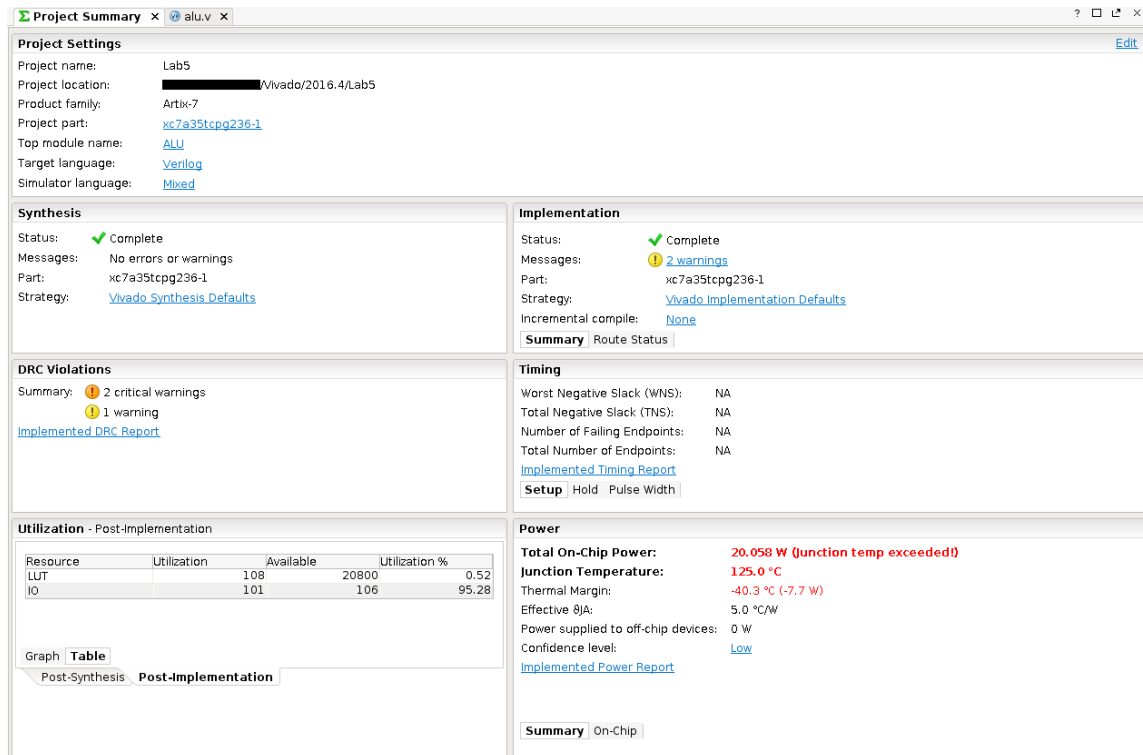 Σ Project Summary × alu.v ×
?
Project Settings Edit
Project name: Lab5
Project location: /Vivado/2016.4/Lab5
Product family: Artix-7
Project part: xc7a35tcpg236-1
Top module name: ALU
Target language: Verilog
Simulator language: Mixed
Synthesis
Status: Complete
Messages: No errors or warnings
Part: xc7a35tcpg236-1
Strategy: Vivado Synthesis Defaults
Implementation
Status: Complete
Messages: 2 warnings
Part: xc7a35tcpg236-1
Strategy: Vivado Implementation Defaults
Incremental compile: None
Summary Route Status
DRC Violations
Summary: 2 critical warnings
1 warning
Implemented DRC Report
Timing
Worst Negative Slack (WNS): NA
Total Negative Slack (TNS): NA
Number of Failing Endpoints: NA
Total Number of Endpoints: NA
Implemented Timing Report
Setup Hold Pulse Width
Utilization - Post-Implementation
Resource Utilization Available Utilization %
LUT 108 20800 0.52
IO 101 106 95.28
Graph Table
Post-Synthesis Post-Implementation
Power
Total On-Chip Power: 20.058 W (Junction temp exceeded!)
Junction Temperature: 125.0 °C
Thermal Margin: -40.3 °C (-7.7 W)
Effective ϑJA: 5.0 °C/W
Power supplied to off-chip devices: 0 W
Confidence level: Low
Implemented Power Report
Summary On-Chip